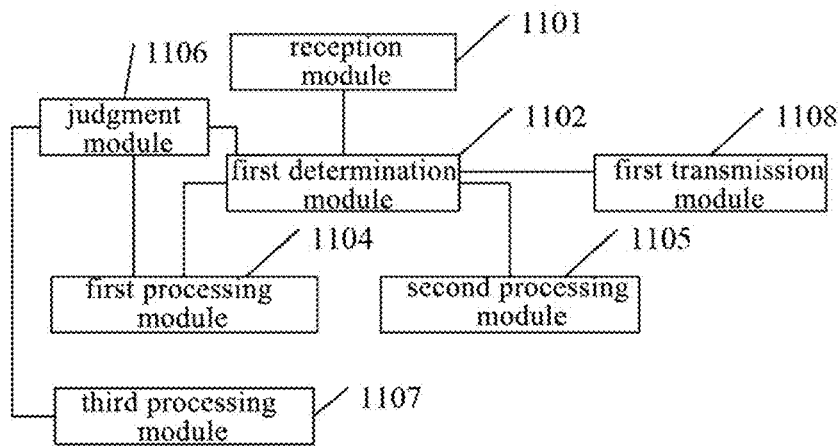 1101
reception
module
1106
judgment
module
1102
first determination
module
1108
first transmission
module
1104
first processing
module
1105
second processing
module
third processing
module
1107